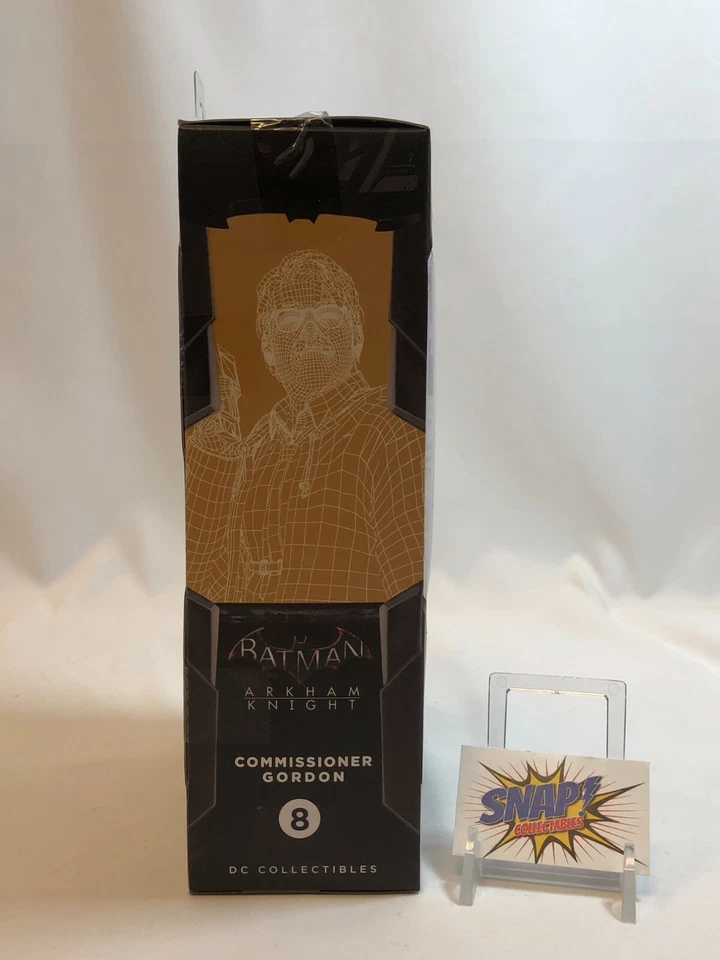 BATMAN
ARKHAM
KNIGHT
COMMISSIONER
GORDON
8
DC COLLECTIBLES
SNAP!
COLLECTABLES